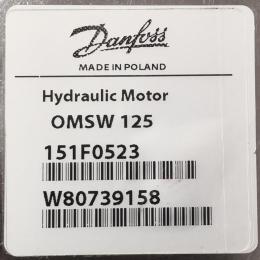 Danfoss
MADE IN POLAND
Hydraulic Motor
OMSW 125
151F0523
W80739158